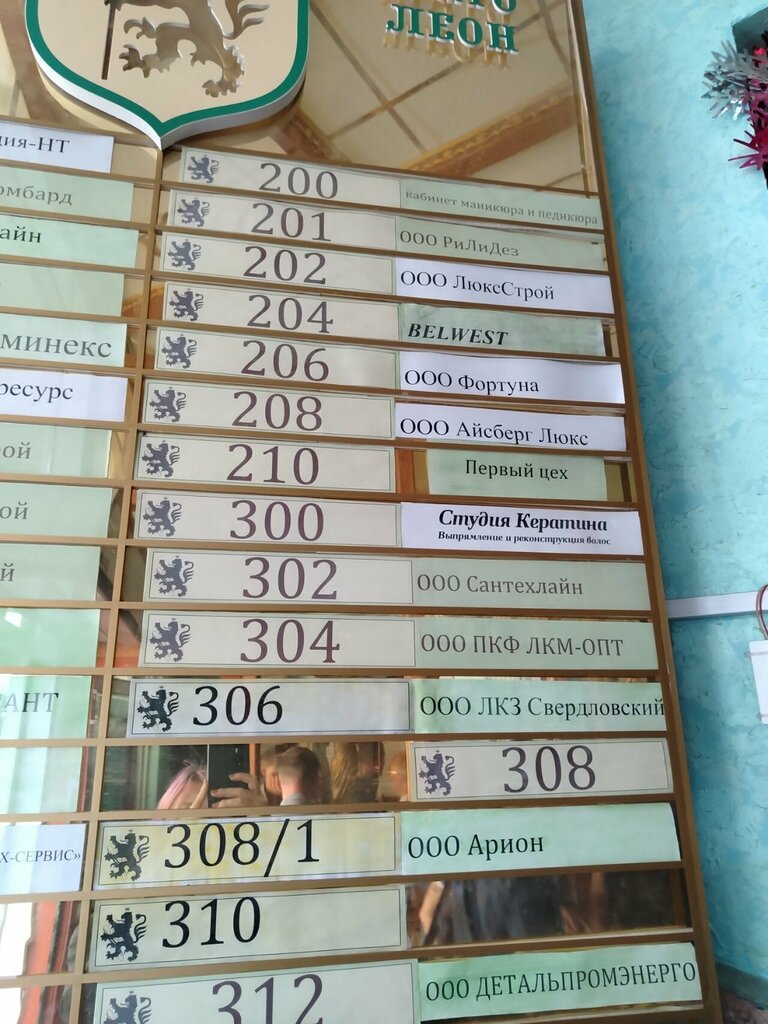 ЛЕОН
200 кабинет маникюра и педикюра
201 ООО РиЛиДез
202 ООО ЛюксСтрой
204 BELWEST
206 ООО Фортуна
208 ООО Айсберг Люкс
210 Первый цех
300 Студия Кератина
Выпрямление и реконструкция волос
302 ООО Сантехлайн
304 ООО ПКФ ЛКМ-ОПТ
306 ООО ЛКЗ Свердловский
308
308/1 ООО Арион
310
312 ООО ДЕТАЛЬПРОМЭНЕРГО
ия-НТ
омбард
айн
минекс
ресурс
ой
ой
й
АНТ
Х-СЕРВИС»